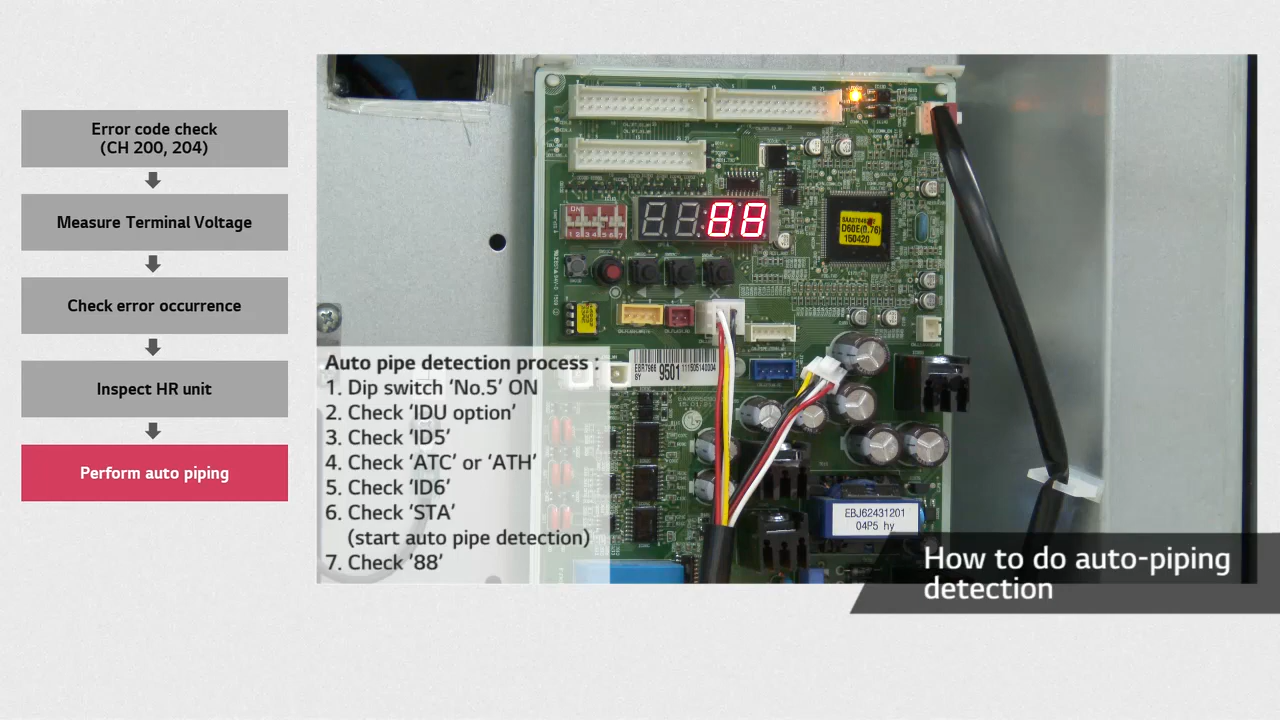 Error code check
(CH 200, 204)
Measure Terminal Voltage
Check error occurrence
Inspect HR unit
Perform auto piping
Auto pipe detection process :
1. Dip switch ‘No.5’ ON
2. Check ‘IDU option’
3. Check ‘ID5’
4. Check ‘ATC’ or ‘ATH’
5. Check ‘ID6’
6. Check ‘STA’
(start auto pipe detection)
7. Check ‘88’
88
D60E(0.76)
150420
9501
111505140004
EBJ62431201
04P5 hy
How to do auto-piping
detection